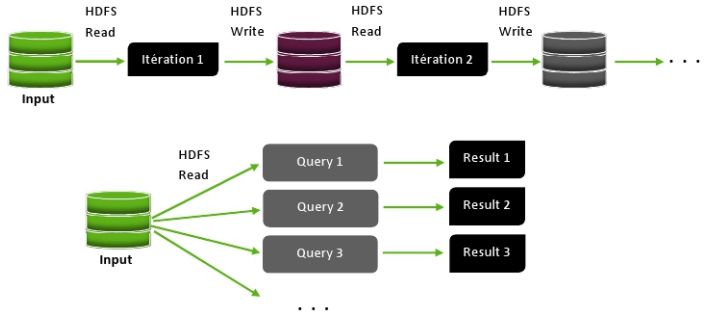 HDFS Read
HDFS Write
HDFS Read
HDFS Write
Input
Itération 1
Itération 2
. . .
HDFS Read
Input
Query 1
Result 1
Query 2
Result 2
Query 3
Result 3
. . .